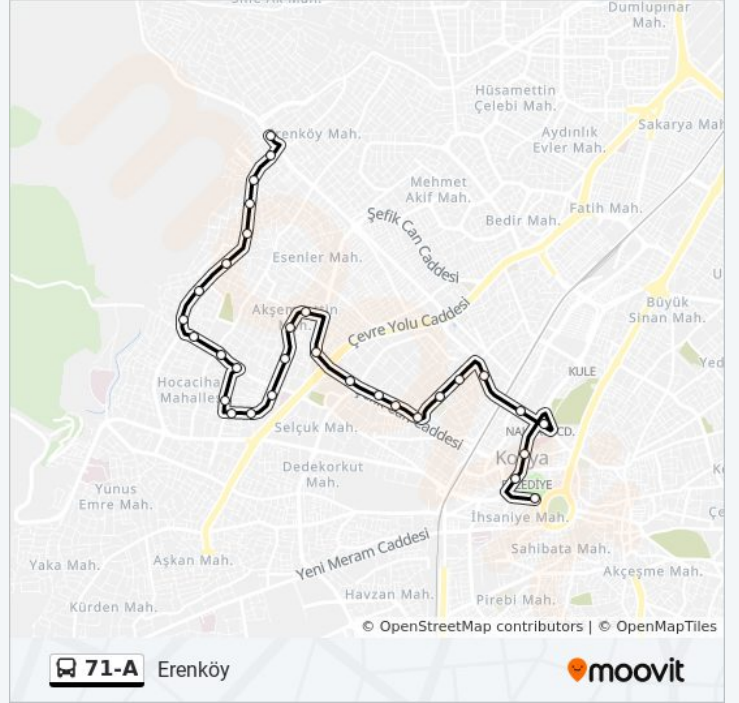 Dumlupınar
Mah.
Hüsamettin
Çelebi Mah.
Sakarya Mah
Aydınlık
Evler Mah.
renköy Mah.
Mehmet
Akif Mah.
Fatih Mah.
Şefik Can Caddesi
Bedir Mah.
Esenler Mah.
Büyük
Sinan Mah.
Çevre Yolu Caddesi
KULE
Hocaciha
Mahalle
Selçuk Mah.
Konya
Dedekorkut
Mah.
Yunus
Emre Mah.
İhsaniye Mah.
Yeni Meram Caddesi
Sahibata Mah.
Aşkan Mah.
Yaka Mah.
Akçeşme Mah.
Havzan Mah.
Pirebi Mah.
Kürden Mah.
© OpenStreetMap contributors | © OpenMapTiles
71-A Erenköy
moovit